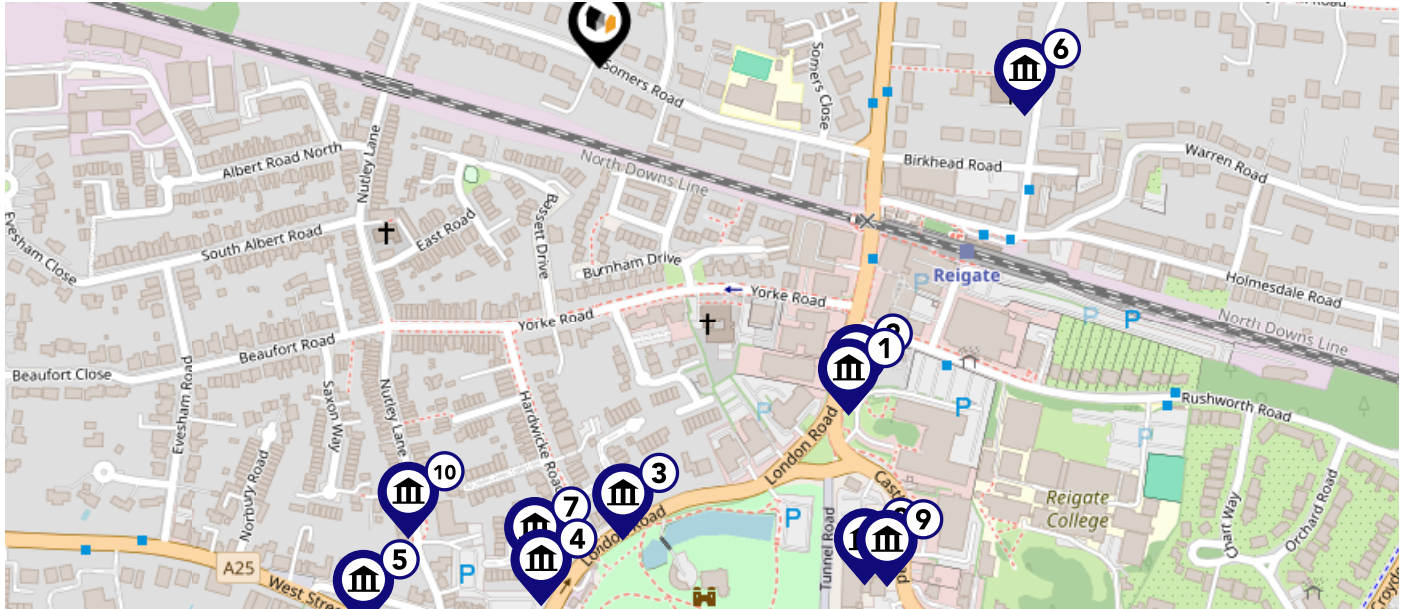 6
Somers Road
Somers Close
Nutley Lane
Albert Road North
North Downs Line
Birkhead Road
Warren Road
Evesham Close
South Albert Road
East Road
Bassett Drive
Burnham Drive
P
Reigate
Holmesdale Road
Yorke Road
Yorke Road
P
P
North Downs Line
Beaufort Road
1
Beaufort Close
Evesham Road
Saxon Way
Nutley Lane
Hardwicke Road
P
P
London Road
Rushworth Road
P
Norbury Road
10
3
7
4
5
London Road
P
Tunnel Road
9
Reigate
College
Chart Way
Orchard Road
A25
P